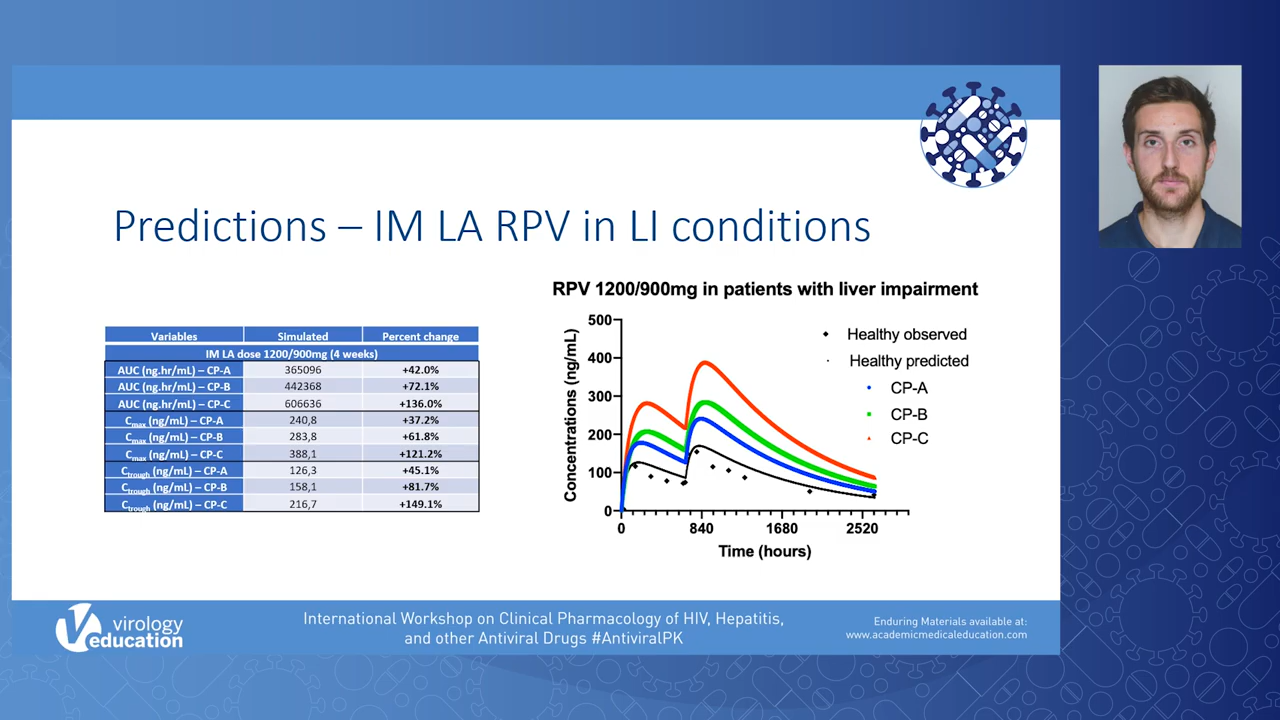 Predictions – IM LA RPV in LI conditions
Variables Simulated Percent change
IM LA dose 1200/900mg (4 weeks)
AUC (ng.hr/mL) – CP-A 365096 +42.0%
AUC (ng.hr/mL) – CP-B 442368 +72.1%
AUC (ng.hr/mL) – CP-C 606636 +136.0%
Cmax (ng/mL) – CP-A 240,8 +37.2%
Cmax (ng/mL) – CP-B 283,8 +61.8%
Cmax (ng/mL) – CP-C 388,1 +121.2%
Ctrough (ng/mL) – CP-A 126,3 +45.1%
Ctrough (ng/mL) – CP-B 158,1 +81.7%
Ctrough (ng/mL) – CP-C 216,7 +149.1%
RPV 1200/900mg in patients with liver impairment
Concentrations (ng/mL)
500
400
300
200
100
0
0 840 1680 2520
Time (hours)
Healthy observed
Healthy predicted
CP-A
CP-B
CP-C
virology
education
International Workshop on Clinical Pharmacology of HIV, Hepatitis,
and other Antiviral Drugs #AntiviralPK
Enduring Materials available at:
www.academicmedicaleducation.com